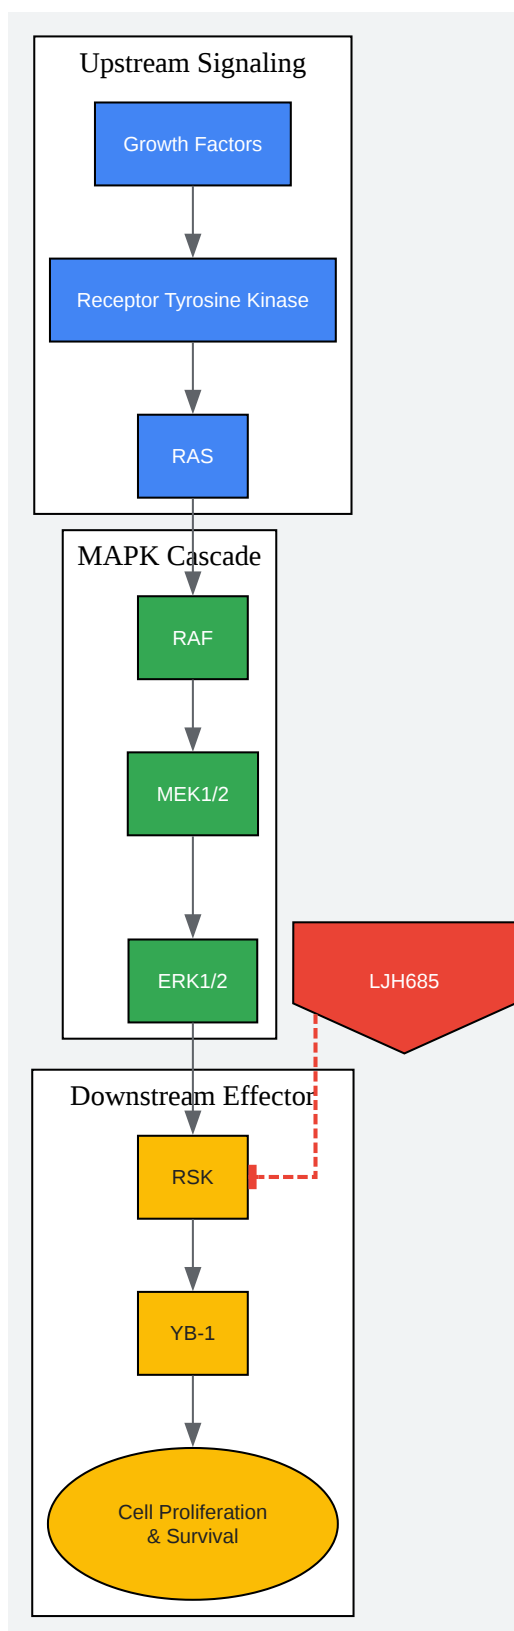 Upstream Signaling
Growth Factors
Receptor Tyrosine Kinase
RAS
MAPK Cascade
RAF
MEK1/2
ERK1/2
LJH685
Downstream Effector
RSK
YB-1
Cell Proliferation
& Survival